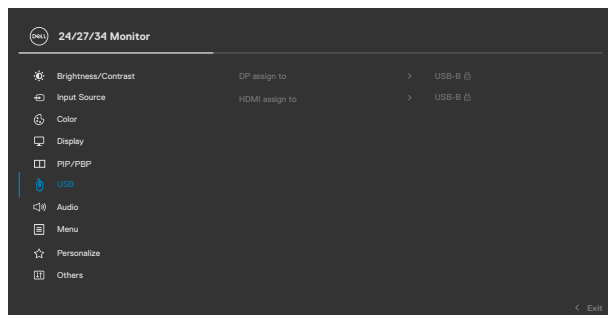 DELL
24/27/34 Monitor
Brightness/Contrast DP assign to > USB-B
Input Source HDMI assign to > USB-B
Color
Display
PIP/PBP
USB
Audio
Menu
Personalize
Others
< Exit